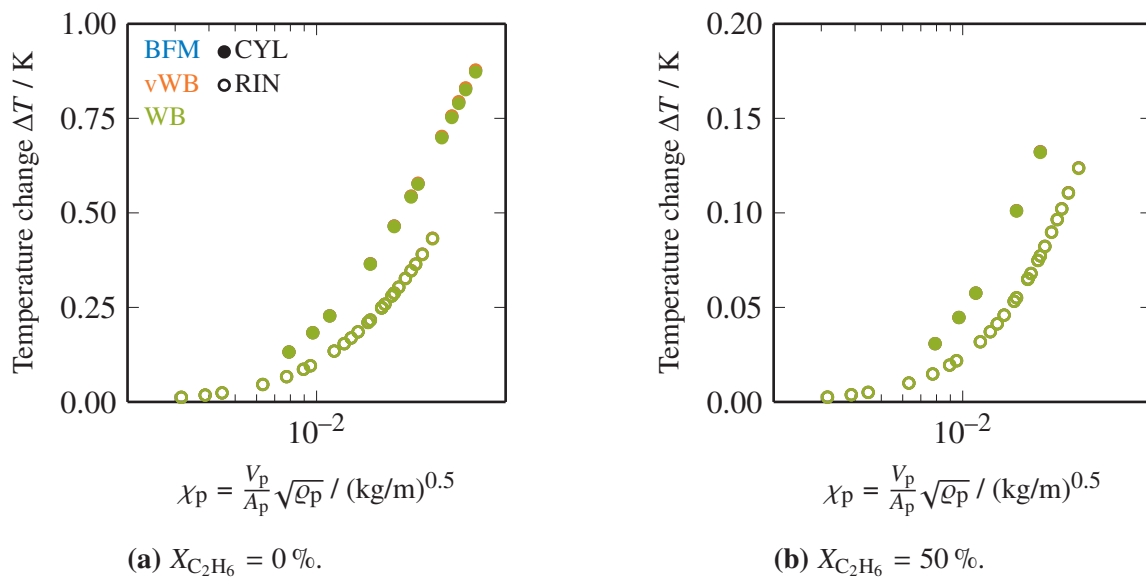 1.00
0.75
0.50
0.25
0.00
Temperature change ΔT / K
BFM ●CYL
vWB ○RIN
WB
10⁻²
χₚ = Vₚ/Aₚ √ϱₚ / (kg/m)^0.5
(a) X_C₂H₆ = 0 %.
0.20
0.15
0.10
0.05
0.00
Temperature change ΔT / K
10⁻²
χₚ = Vₚ/Aₚ √ϱₚ / (kg/m)^0.5
(b) X_C₂H₆ = 50 %.